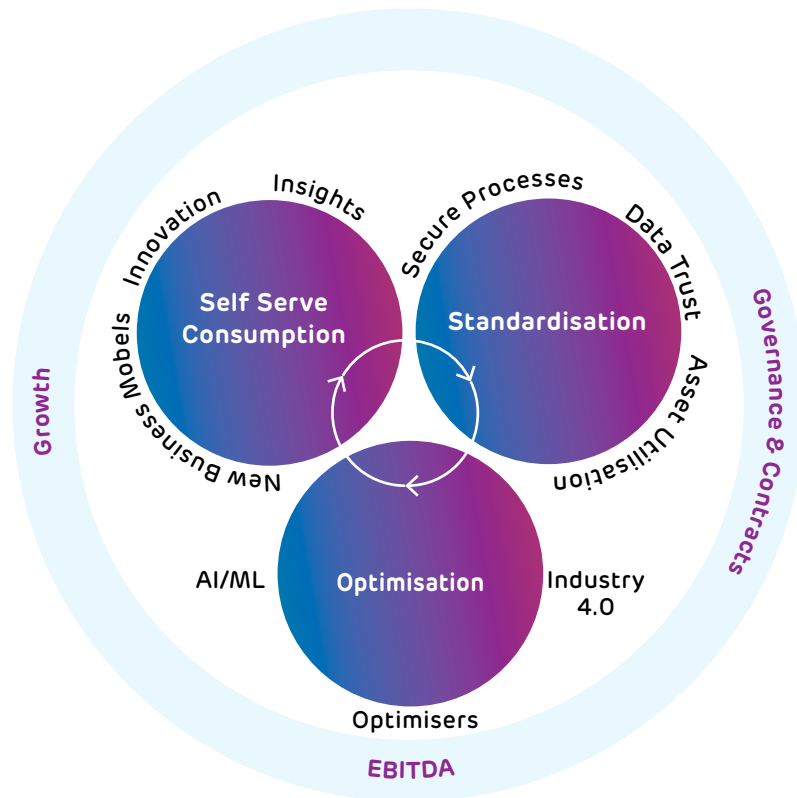 Innovation
Insights
New Business Mobels
Self Serve
Consumption
Secure Processes
Data Trust
Asset Utilisation
Standardisation
Growth
Governance & Contracts
AI/ML
Optimisation
Industry
4.0
Optimisers
EBITDA